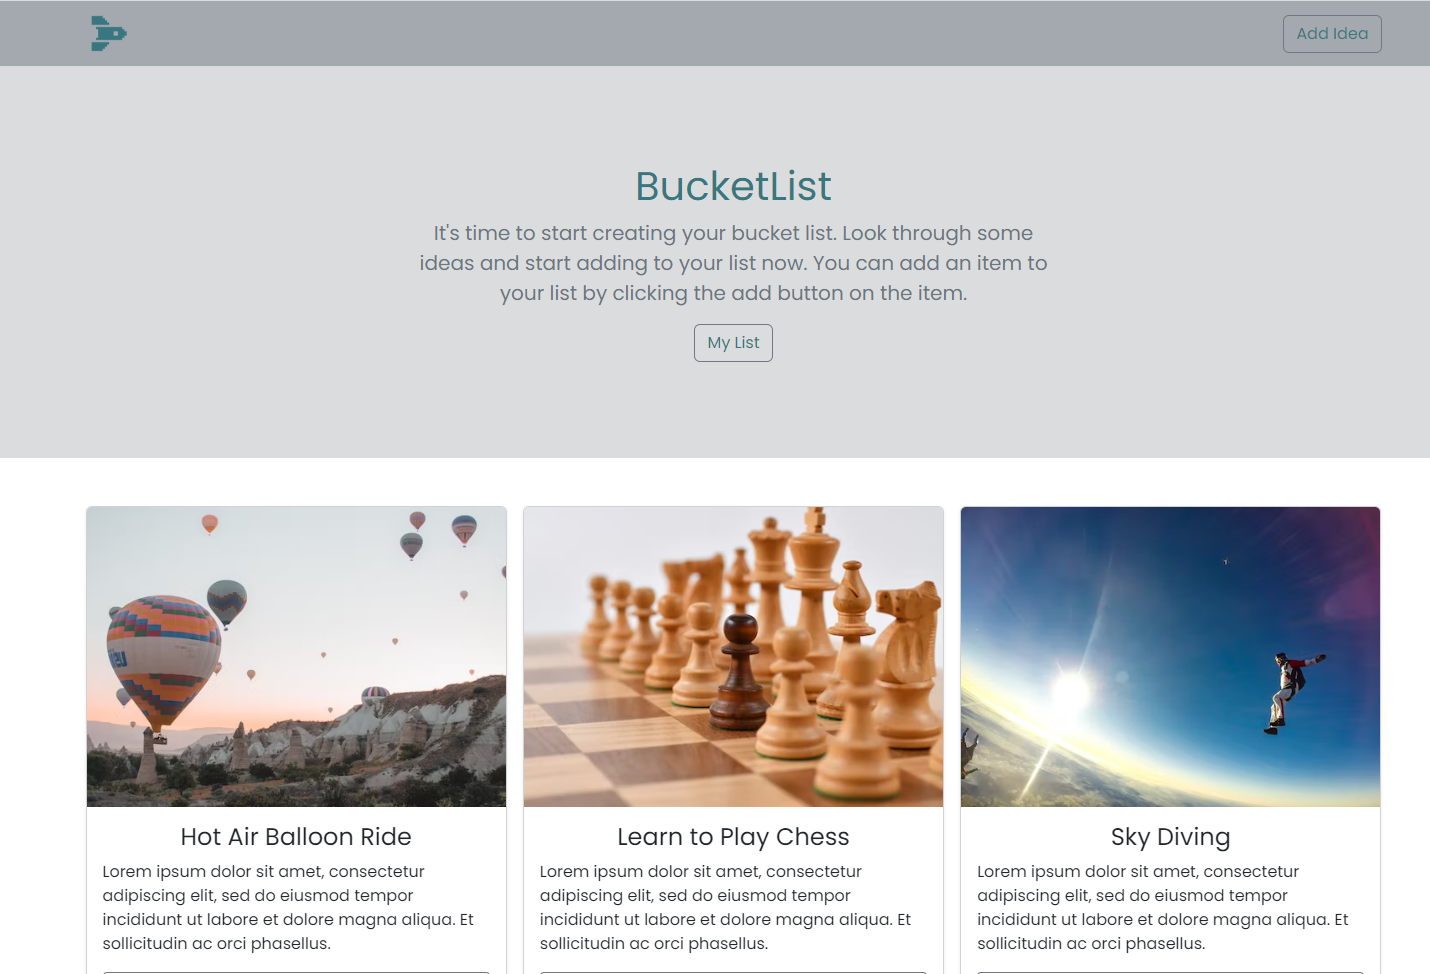 Add Idea
BucketList
It's time to start creating your bucket list. Look through some
ideas and start adding to your list now. You can add an item to
your list by clicking the add button on the item.
My List
Hot Air Balloon Ride
Lorem ipsum dolor sit amet, consectetur
adipiscing elit, sed do eiusmod tempor
incididunt ut labore et dolore magna aliqua. Et
sollicitudin ac orci phasellus.
Learn to Play Chess
Lorem ipsum dolor sit amet, consectetur
adipiscing elit, sed do eiusmod tempor
incididunt ut labore et dolore magna aliqua. Et
sollicitudin ac orci phasellus.
Sky Diving
Lorem ipsum dolor sit amet, consectetur
adipiscing elit, sed do eiusmod tempor
incididunt ut labore et dolore magna aliqua. Et
sollicitudin ac orci phasellus.